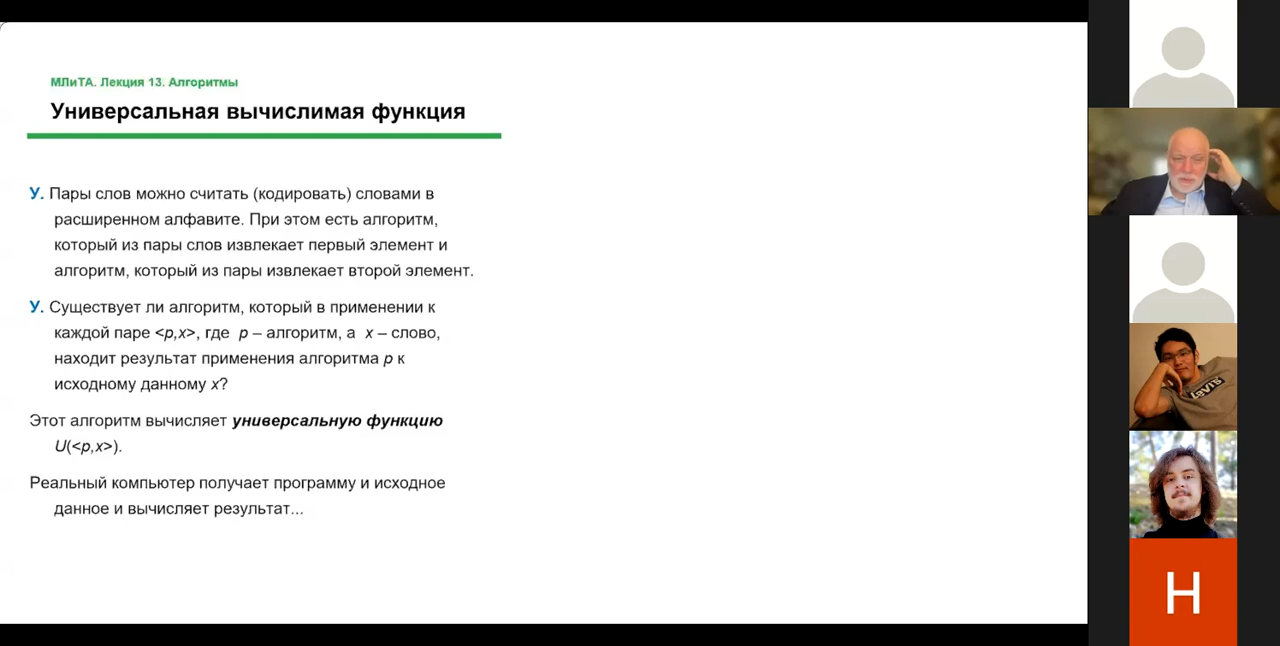 МЛиТА. Лекция 13. Алгоритмы
Универсальная вычислимая функция
У. Пары слов можно считать (кодировать) словами в
расширенном алфавите. При этом есть алгоритм,
который из пары слов извлекает первый элемент и
алгоритм, который из пары извлекает второй элемент.
У. Существует ли алгоритм, который в применении к
каждой паре <p,x>, где p – алгоритм, а x – слово,
находит результат применения алгоритма p к
исходному данному x?
Этот алгоритм вычисляет универсальную функцию
U(<p,x>).
Реальный компьютер получает программу и исходное
данное и вычисляет результат...
Levi's
H